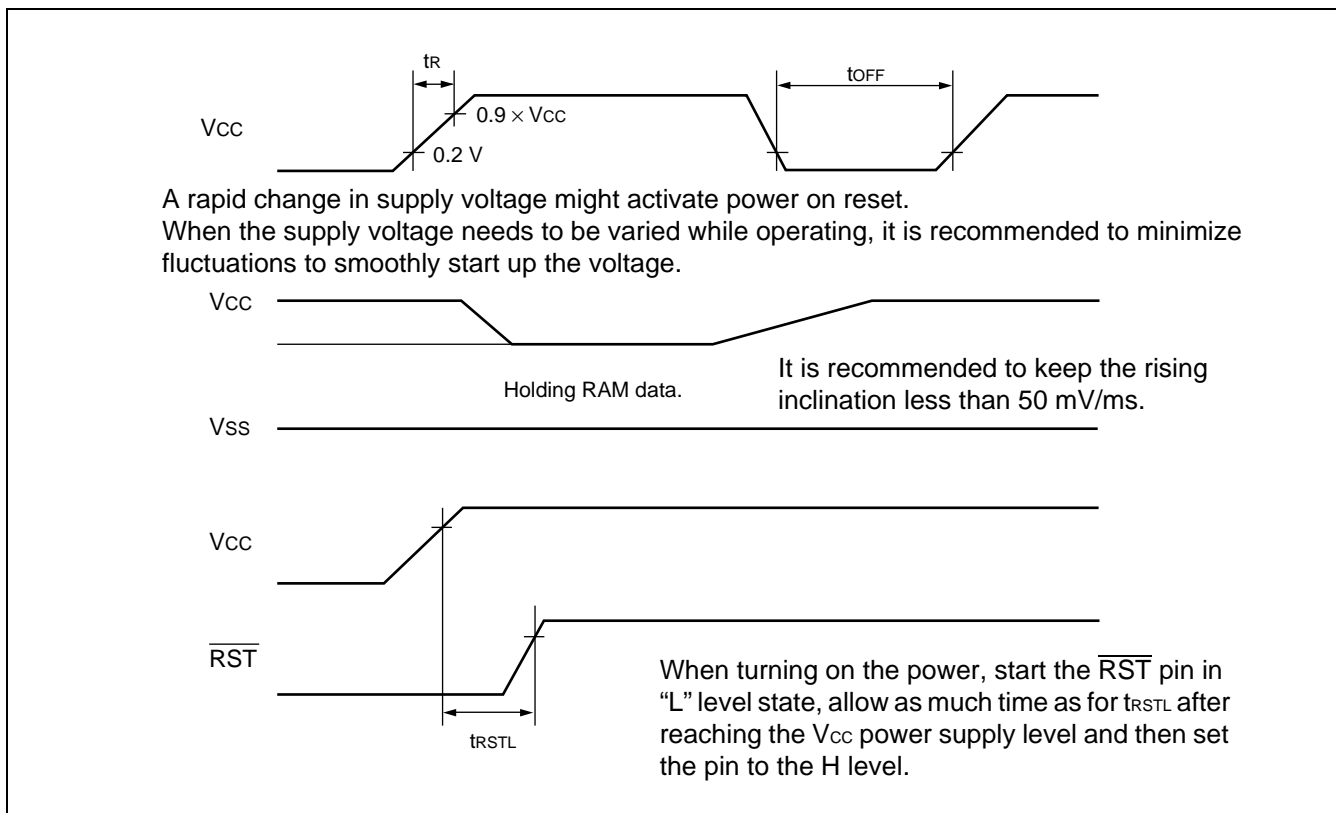 tR
tOFF
VCC
0.9 × VCC
0.2 V
A rapid change in supply voltage might activate power on reset.
When the supply voltage needs to be varied while operating, it is recommended to minimize
fluctuations to smoothly start up the voltage.
VCC
It is recommended to keep the rising
inclination less than 50 mV/ms.
Holding RAM data.
VSS
VCC
RST
When turning on the power, start the RST pin in
“L” level state, allow as much time as for tRSTL after
reaching the VCC power supply level and then set
the pin to the H level.
tRSTL